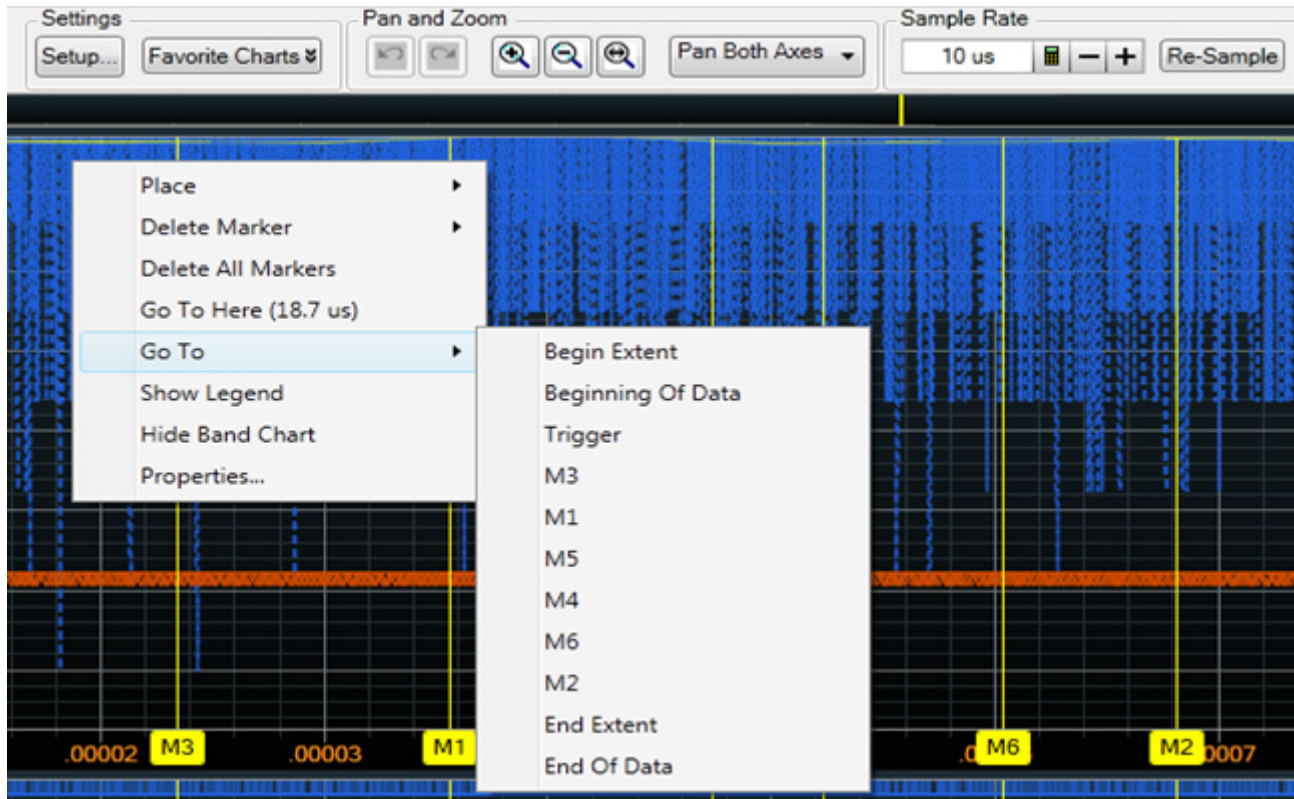 Settings
Pan and Zoom
Sample Rate
Setup...
Favorite Charts
Pan Both Axes
10 us
Re-Sample
Place
Delete Marker
Delete All Markers
Go To Here (18.7 us)
Go To
Show Legend
Hide Band Chart
Properties...
Begin Extent
Beginning Of Data
Trigger
M3
M1
M5
M4
M6
M2
End Extent
End Of Data
.00002
M3
.00003
M1
.0
M6
M2
0007